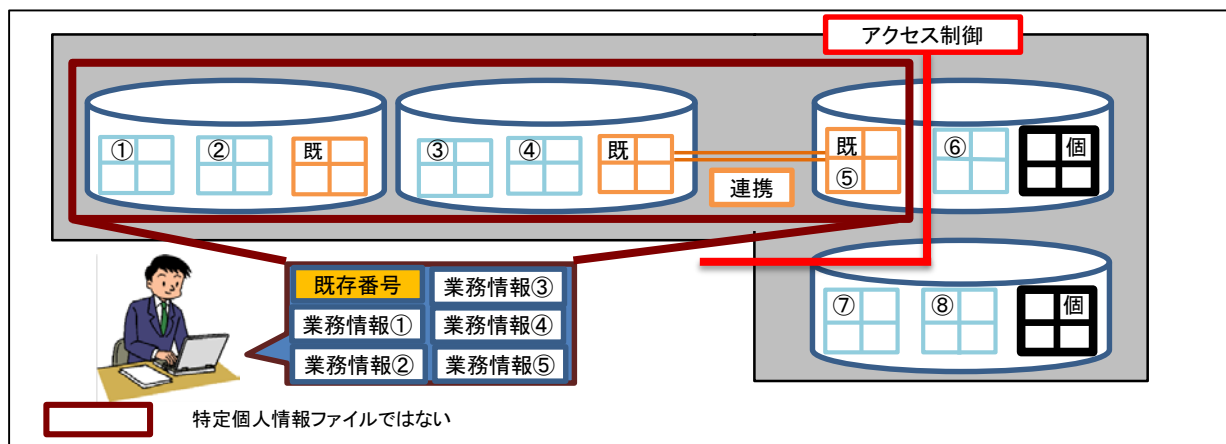 アクセス制御
① ② 既 ③ ④ 既 既 ⑥ 個
⑤
連携
既存番号 業務情報③
業務情報① 業務情報④
業務情報② 業務情報⑤
⑦ ⑧ 個
特定個人情報ファイルではない